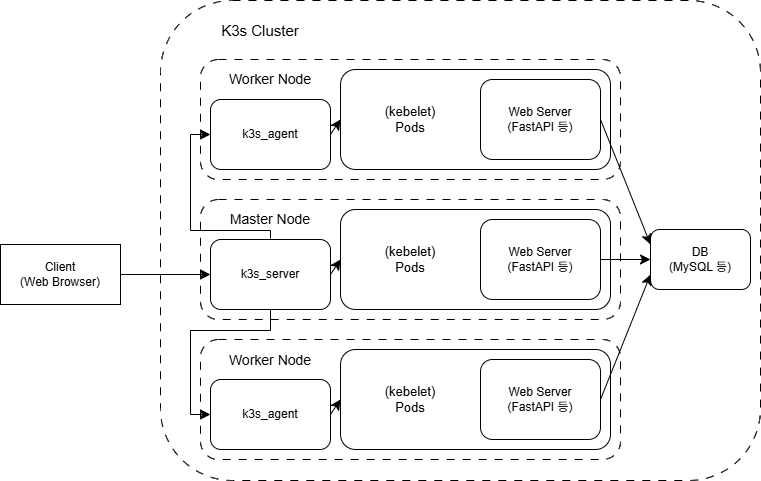 K3s Cluster
Worker Node
k3s_agent
(kebelet)
Pods
Web Server
(FastAPI 등)
Master Node
k3s_server
(kebelet)
Pods
Web Server
(FastAPI 등)
Client
(Web Browser)
DB
(MySQL 등)
Worker Node
k3s_agent
(kebelet)
Pods
Web Server
(FastAPI 등)